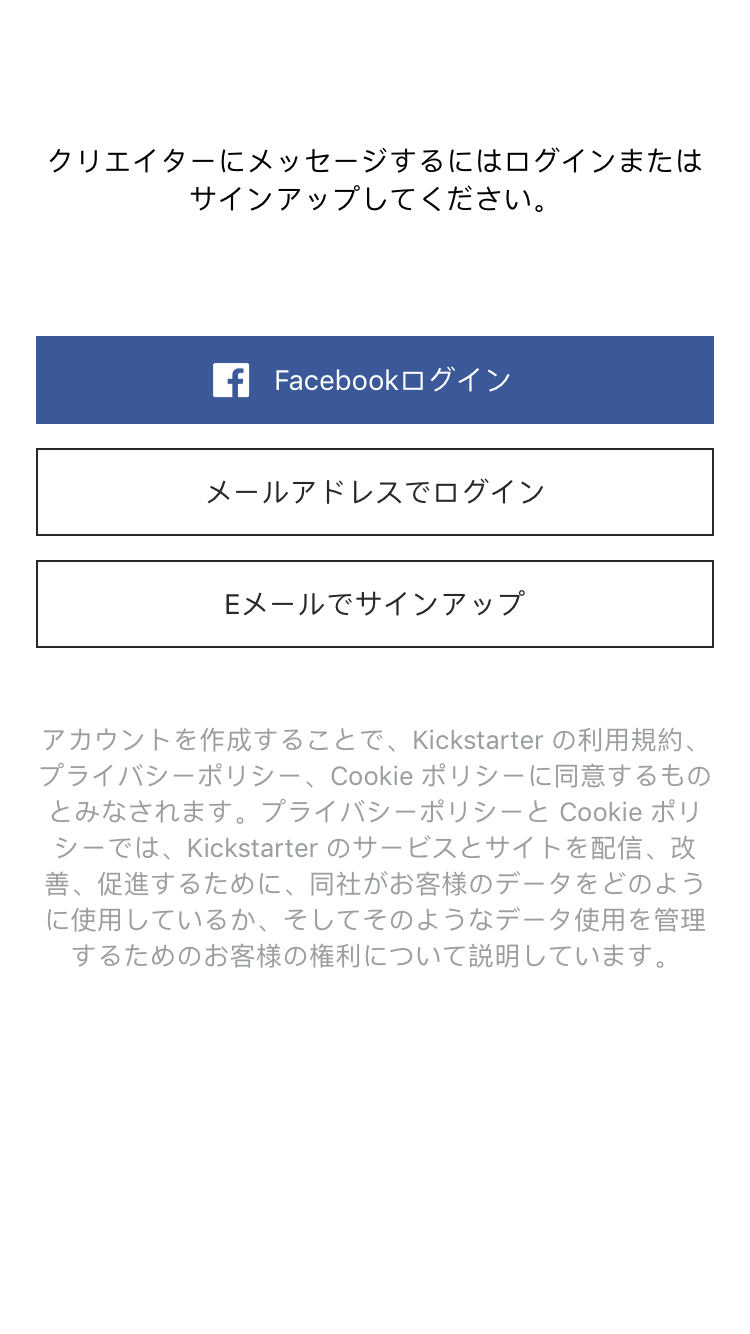 クリエイターにメッセージするにはログインまたは
サインアップしてください。
Facebookログイン
メールアドレスでログイン
Eメールでサインアップ
アカウントを作成することで、Kickstarter の利用規約、
プライバシーポリシー、Cookie ポリシーに同意するもの
とみなされます。プライバシーポリシーと Cookie ポリ
シーでは、Kickstarter のサービスとサイトを配信、改
善、促進するために、同社がお客様のデータをどのよう
に使用しているか、そしてそのようなデータ使用を管理
するためのお客様の権利について説明しています。